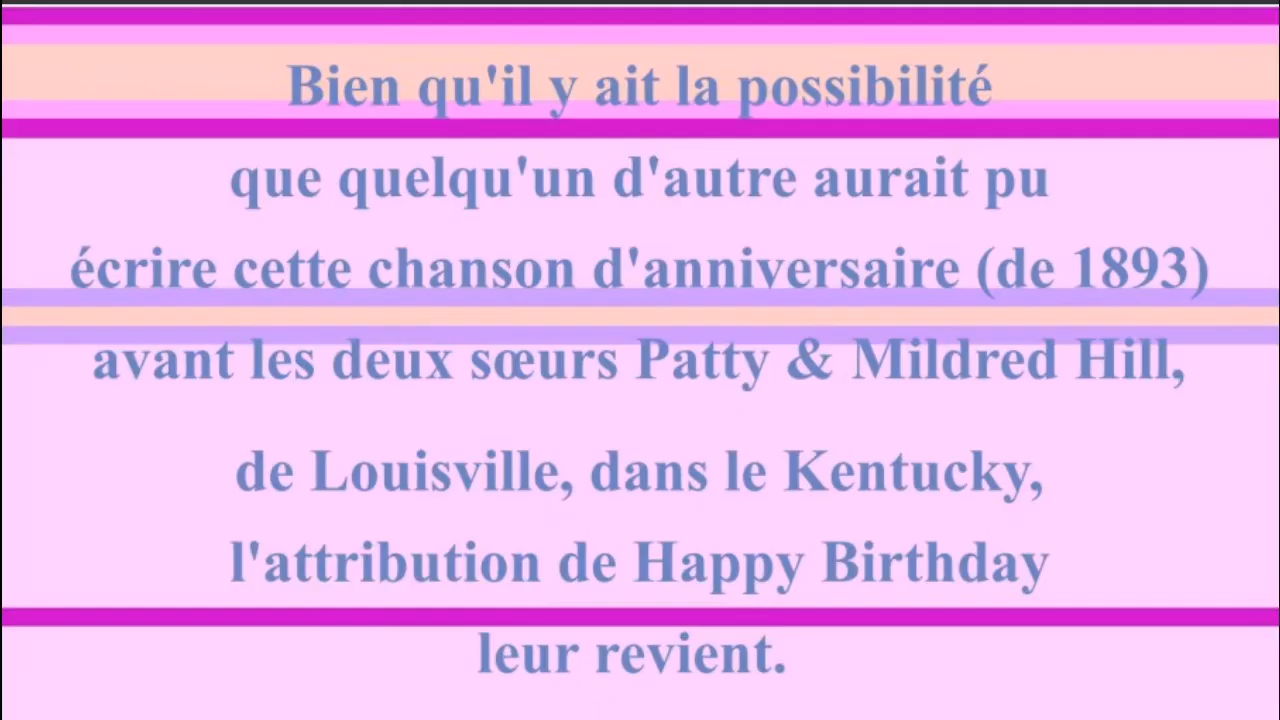 Bien qu'il y ait la possibilité
que quelqu'un d'autre aurait pu
écrire cette chanson d'anniversaire (de 1893)
avant les deux sœurs Patty & Mildred Hill,
de Louisville, dans le Kentucky,
l'attribution de Happy Birthday
leur revient.